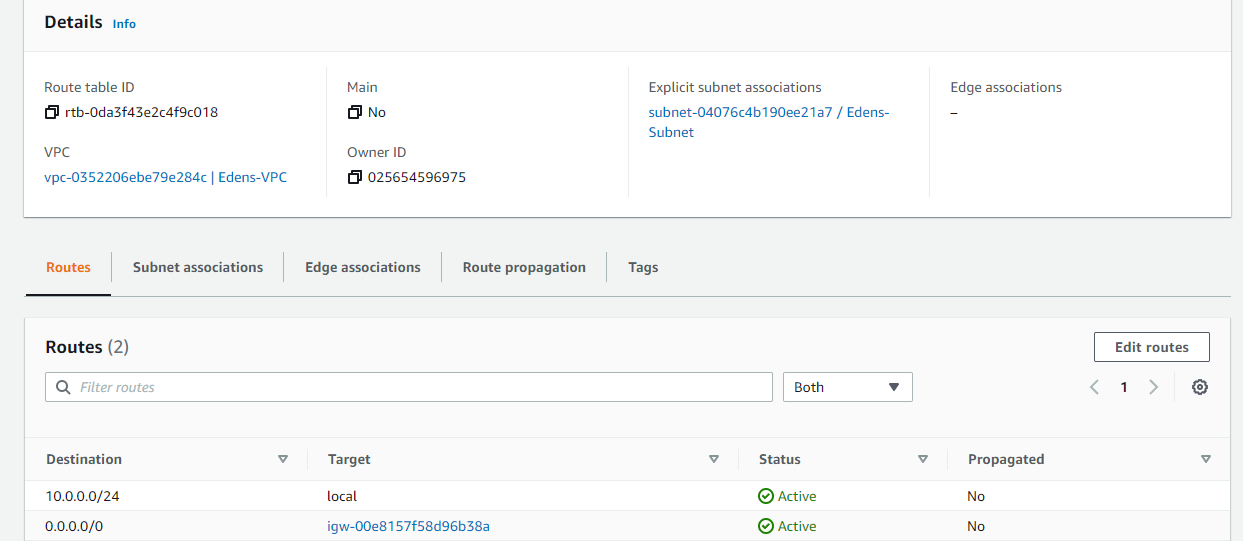 Details Info
Route table ID
rtb-0da3f43e2c4f9c018
Main
No
Explicit subnet associations
subnet-04076c4b190ee21a7 / Edens-
Subnet
Edge associations
–
VPC
vpc-0352206ebe79e284c | Edens-VPC
Owner ID
025654596975
Routes Subnet associations Edge associations Route propagation Tags
Routes (2) Edit routes
Filter routes Both 1
Destination Target Status Propagated
10.0.0.0/24 local Active No
0.0.0.0/0 igw-00e8157f58d96b38a Active No